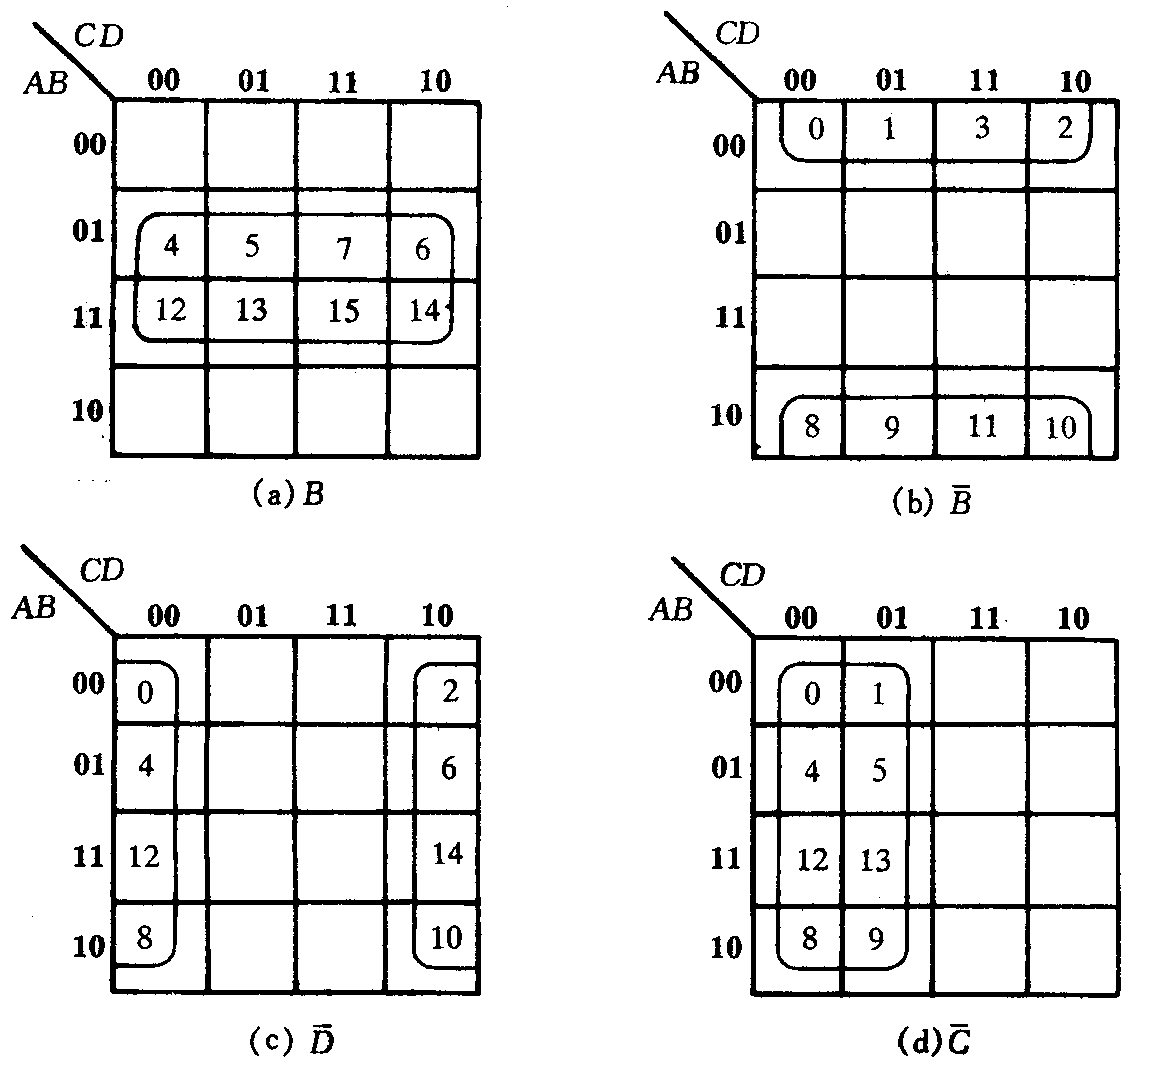 CD
AB 00 01 11 10
00
01 4 5 7 6
11 12 13 15 14
10
(a) B
CD
AB 00 01 11 10
00 0 1 3 2
01
11
10 8 9 11 10
(b) B̅
CD
AB 00 01 11 10
00 0 2
01 4 6
11 12 14
10 8 10
(c) D̅
CD
AB 00 01 11 10
00 0 1
01 4 5
11 12 13
10 8 9
(d) C̅